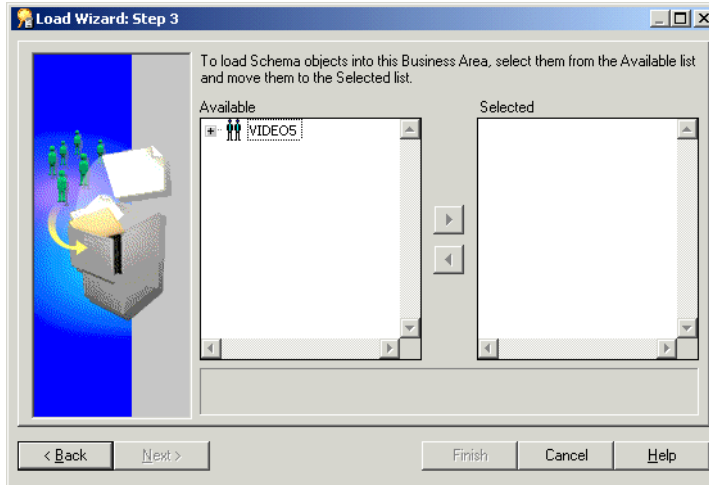 Load Wizard: Step 3
To load Schema objects into this Business Area, select them from the Available list
and move them to the Selected list.
Available
Selected
VIDEO5
< Back
Next >
Finish
Cancel
Help